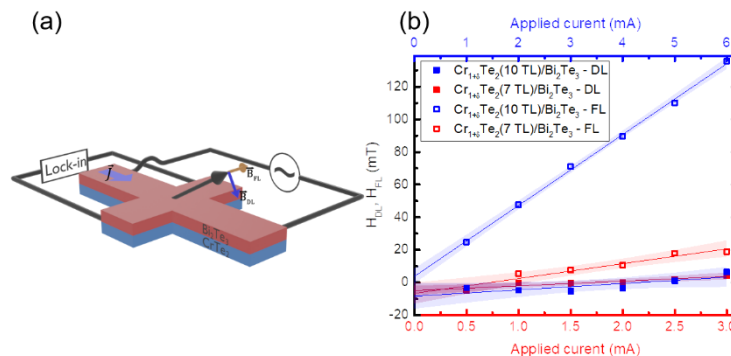 (a)
Lock-in
J
B_FL
B_DL
Bi₂Te₃
CrTe₂
(b)
Applied curent (mA)
0 1 2 3 4 5 6
Cr₁₊δTe₂(10 TL)/Bi₂Te₃ - DL
Cr₁₊δTe₂(7 TL)/Bi₂Te₃ - DL
Cr₁₊δTe₂(10 TL)/Bi₂Te₃ - FL
Cr₁₊δTe₂(7 TL)/Bi₂Te₃ - FL
H_DL, H_FL (mT)
120
100
80
60
40
20
0
-20
0.0 0.5 1.0 1.5 2.0 2.5 3.0
Applied curent (mA)